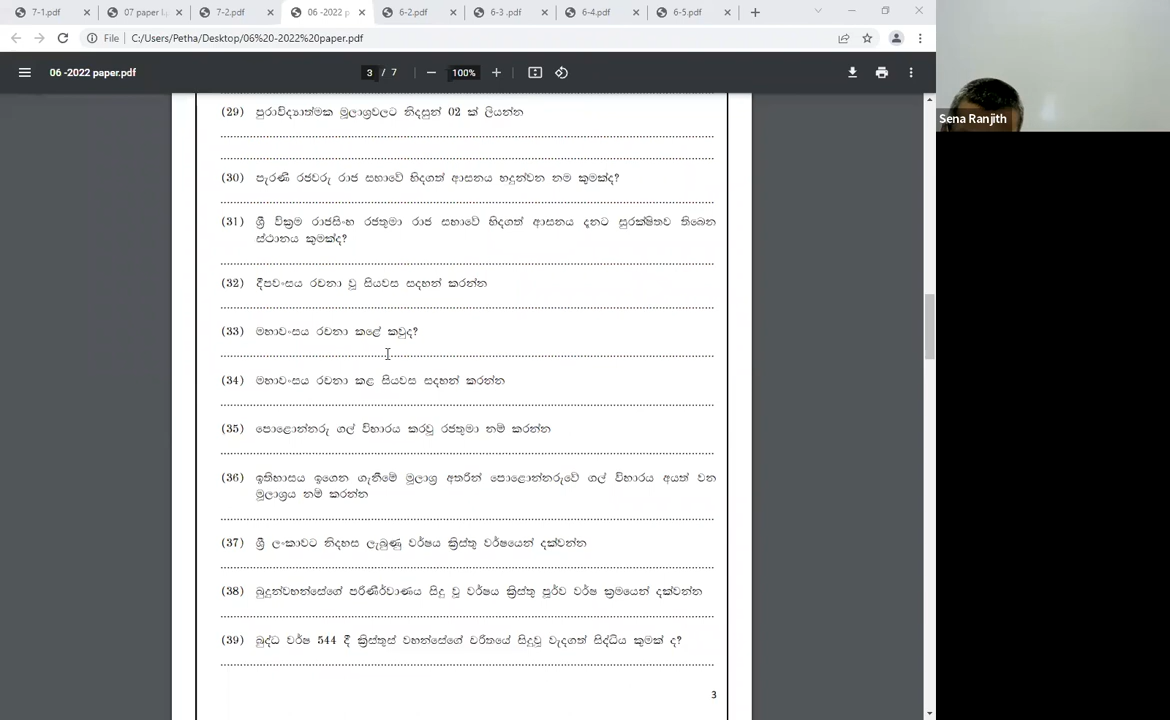 7-1.pdf
07 paper I.p
7-2.pdf
06 -2022 p
6-2.pdf
6-3 .pdf
6-4.pdf
6-5.pdf
File C:/Users/Petha/Desktop/06%20-2022%20paper.pdf
06 -2022 paper.pdf
3 / 7
100%
Sena Ranjith
(29) පුරාවිද්‍යාත්මක මූලාශ්‍රවලට නිදසුන් 02 ක් ලියන්න
(30) පැරණි රජවරු රාජ සභාවේ හිඳගත් ආසනය හඳුන්වන නම කුමක්ද?
(31) ශ්‍රී වික්‍රම රාජසිංහ රජතුමා රාජ සභාවේ හිඳගත් ආසනය දැනට සුරක්ෂිතව තිබෙන
ස්ථානය කුමක්ද?
(32) දීපවංසය රචනා වූ සියවස සඳහන් කරන්න
(33) මහාවංසය රචනා කළේ කවුද?
(34) මහාවංසය රචනා කළ සියවස සඳහන් කරන්න
(35) පොළොන්නරු ගල් විහාරය කරවූ රජතුමා නම් කරන්න
(36) ඉතිහාසය ඉගෙන ගැනීමේ මූලාශ්‍ර අතරින් පොළොන්නරුවේ ගල් විහාරය අයත් වන
මූලාශ්‍රය නම් කරන්න
(37) ශ්‍රී ලංකාවට නිදහස ලැබුණු වර්ෂය ක්‍රිස්තු වර්ෂයෙන් දක්වන්න
(38) බුදුන්වහන්සේගේ පරිණිර්වාණය සිදු වූ වර්ෂය ක්‍රිස්තු පූර්ව වර්ෂ ක්‍රමයෙන් දක්වන්න
(39) බුද්ධ වර්ෂ 544 දී ක්‍රිස්තුස් වහන්සේගේ චරිතයේ සිදුවූ වැදගත් සිද්ධිය කුමක් ද?
3